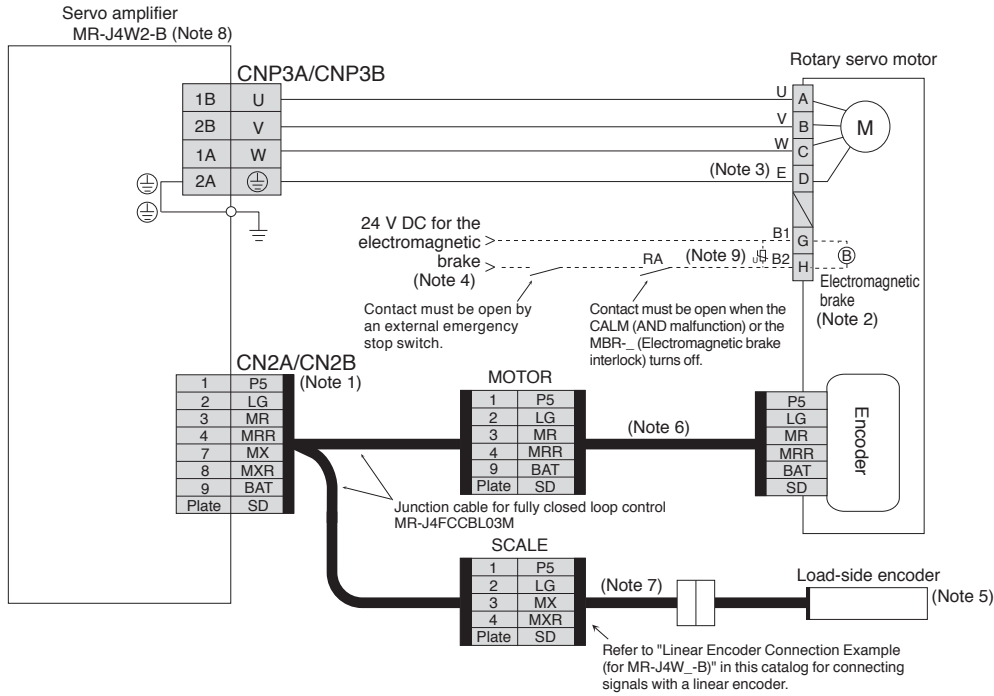 Servo amplifier
MR-J4W2-B (Note 8)
CNP3A/CNP3B
1B U
2B V
1A W
2A
Rotary servo motor
U A
V B
W C
(Note 3) E D
M
24 V DC for the
electromagnetic
brake
(Note 4)
B1 G
RA (Note 9) U B2 H
B
Electromagnetic
brake
(Note 2)
Contact must be open by
an external emergency
stop switch.
Contact must be open when the
CALM (AND malfunction) or the
MBR-_ (Electromagnetic brake
interlock) turns off.
CN2A/CN2B
(Note 1)
1 P5
2 LG
3 MR
4 MRR
7 MX
8 MXR
9 BAT
Plate SD
MOTOR
1 P5
2 LG
3 MR
4 MRR
9 BAT
Plate SD
(Note 6)
P5
LG
MR
MRR
BAT
SD
Encoder
Junction cable for fully closed loop control
MR-J4FCCBL03M
SCALE
1 P5
2 LG
3 MX
4 MXR
Plate SD
(Note 7)
Load-side encoder
(Note 5)
Refer to "Linear Encoder Connection Example
(for MR-J4W_-B)" in this catalog for connecting
signals with a linear encoder.